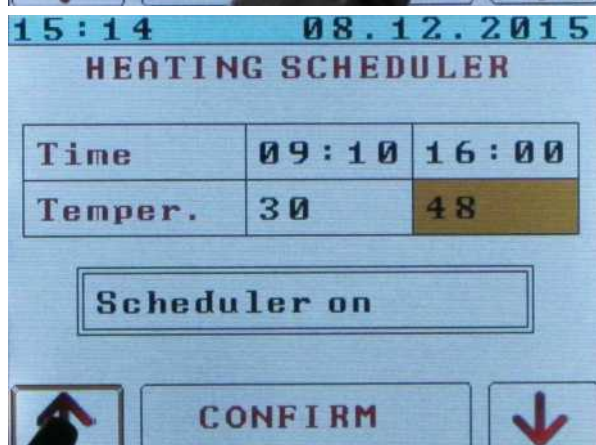 15:14 08.12.2015
HEATING SCHEDULER
Time 09:10 16:00
Temper. 30 48
Scheduler on
CONFIRM